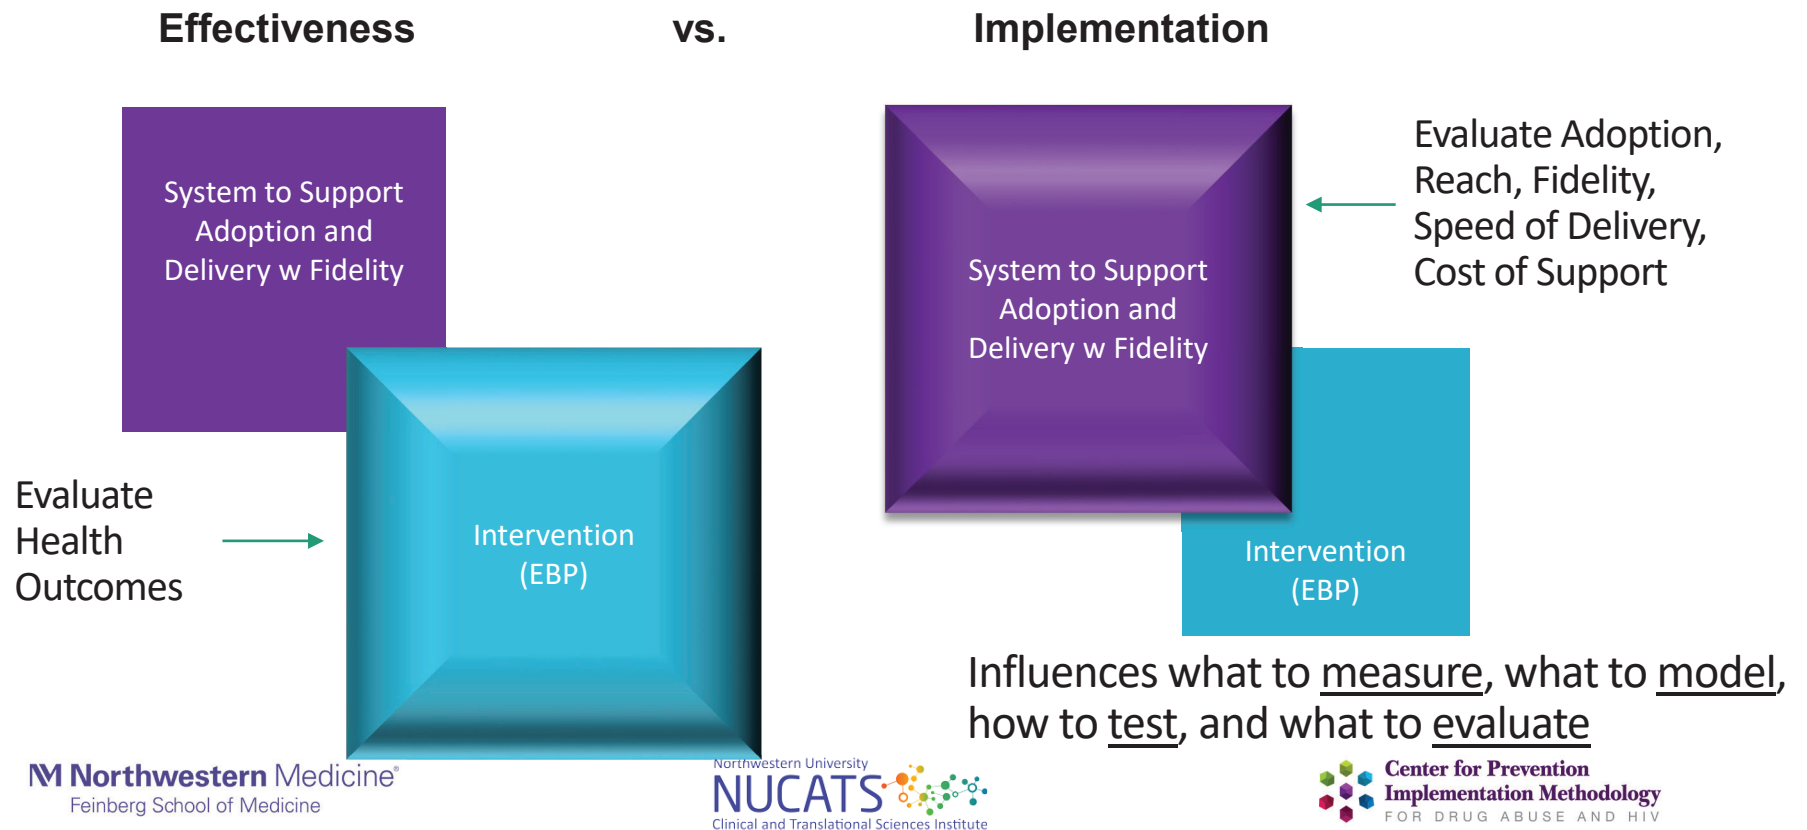 Effectiveness vs. Implementation
System to Support
Adoption and
Delivery w Fidelity
Evaluate
Health
Outcomes
Intervention
(EBP)
System to Support
Adoption and
Delivery w Fidelity
Evaluate Adoption,
Reach, Fidelity,
Speed of Delivery,
Cost of Support
Intervention
(EBP)
Influences what to measure, what to model,
how to test, and what to evaluate
M Northwestern Medicine®
Feinberg School of Medicine
Northwestern University
NUCATS
Clinical and Translational Sciences Institute
Center for Prevention
Implementation Methodology
FOR DRUG ABUSE AND HIV